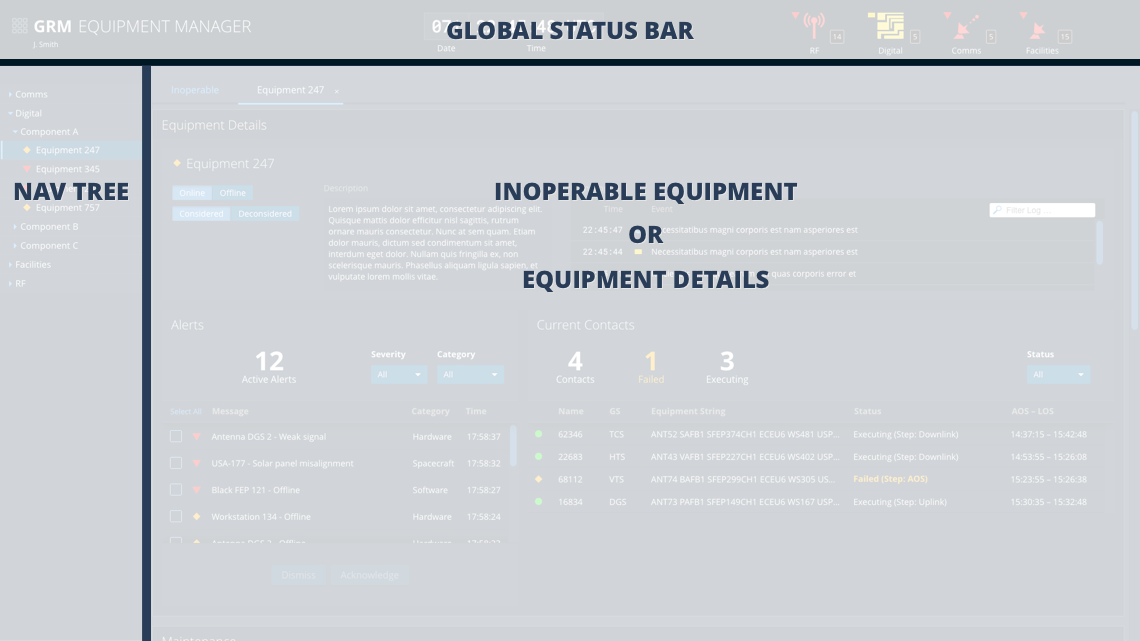 GRM EQUIPMENT MANAGER
J. Smith
GLOBAL STATUS BAR
Date
Time
14
RF
5
Digital
5
Comms
15
Facilities
Comms
Digital
Component A
Equipment 247
Equipment 345
NAV TREE
Equipment 757
Component B
Component C
Facilities
RF
Inoperable
Equipment 247
×
Equipment Details
Equipment 247
Online Offline
Considered Deconsidered
Description
Lorem ipsum dolor sit amet, consectetur adipiscing elit.
Quisque mattis dolor efficitur nisl sagittis, rutrum
ornare mauris consectetur. Nunc at sem quam. Etiam
dolor mauris, dictum sed condimentum sit amet,
interdum eget dolor. Nullam quis fringilla ex, non
scelerisque mauris. Phasellus aliquam ligula sapien, et
vulputate lorem mollis vitae.
INOPERABLE EQUIPMENT
OR
EQUIPMENT DETAILS
Time Event
Filter Log...
22:45:47 Necessitatibus magni corporis est nam asperiores est
22:45:44 Necessitatibus magni corporis est nam asperiores est
quas corporis error et
Alerts
12
Active Alerts
Severity
All
Category
All
Select All Message Category Time
Antenna DGS 2 - Weak signal Hardware 17:58:37
USA-177 - Solar panel misalignment Spacecraft 17:58:32
Black FEP 121 - Offline Software 17:58:27
Workstation 134 - Offline Hardware 17:58:24
Dismiss Acknowledge
Current Contacts
4
Contacts
1
Failed
3
Executing
Status
All
Name GS Equipment String Status AOS – LOS
62346 TCS ANT52 SAFB1 SFEP374CH1 ECEU6 WS481 USP... Executing (Step: Downlink) 14:37:15 – 15:42:48
22683 HTS ANT43 VAFB1 SFEP227CH1 ECEU6 WS402 USP... Executing (Step: Downlink) 14:53:55 – 15:26:08
68112 VTS ANT74 BAFB1 SFEP299CH1 ECEU6 WS305 US... Failed (Step: AOS) 15:23:55 – 15:26:38
16834 DGS ANT73 PAFB1 SFEP149CH1 ECEU6 WS167 USP... Executing (Step: Uplink) 15:30:35 – 15:32:48